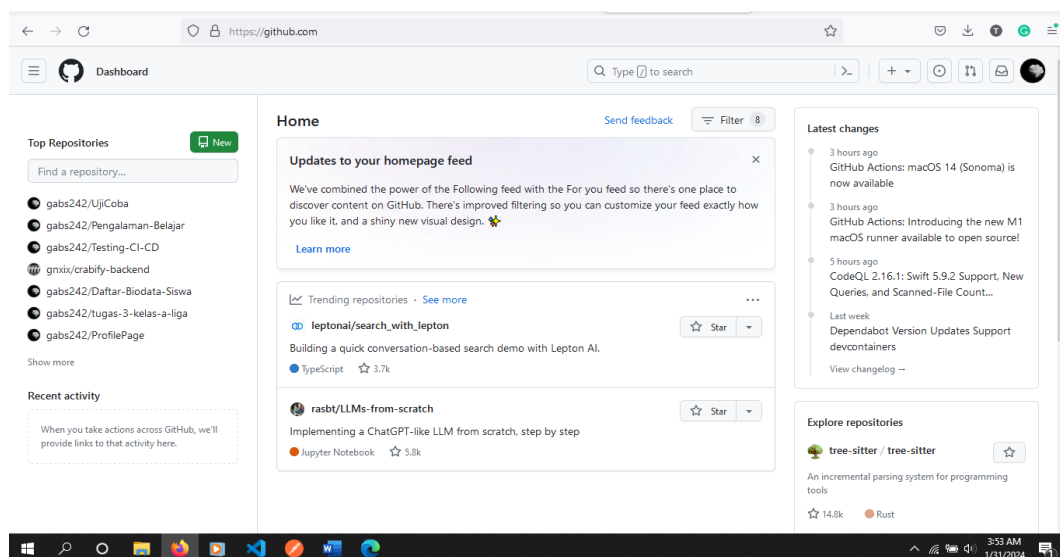 https://github.com
Dashboard
Type / to search
Top Repositories
New
Find a repository...
gabs242/UjiCoba
gabs242/Pengalaman-Belajar
gabs242/Testing-CI-CD
gnxix/crabify-backend
gabs242/Daftar-Biodata-Siswa
gabs242/tugas-3-kelas-a-liga
gabs242/ProfilePage
Show more
Recent activity
When you take actions across GitHub, we'll
provide links to that activity here.
Home
Send feedback
Filter 8
Updates to your homepage feed
We've combined the power of the Following feed with the For you feed so there's one place to
discover content on GitHub. There's improved filtering so you can customize your feed exactly how
you like it, and a shiny new visual design.
Learn more
Trending repositories · See more
leptonai/search_with_lepton
Star
Building a quick conversation-based search demo with Lepton AI.
TypeScript 3.7k
rasbt/LLMs-from-scratch
Star
Implementing a ChatGPT-like LLM from scratch, step by step
Jupyter Notebook 5.8k
Latest changes
3 hours ago
GitHub Actions: macOS 14 (Sonoma) is
now available
3 hours ago
GitHub Actions: Introducing the new M1
macOS runner available to open source!
5 hours ago
CodeQL 2.16.1: Swift 5.9.2 Support, New
Queries, and Scanned-File Count...
Last week
Dependabot Version Updates Support
devcontainers
View changelog →
Explore repositories
tree-sitter / tree-sitter
An incremental parsing system for programming
tools
14.8k Rust
3:53 AM
1/31/2024